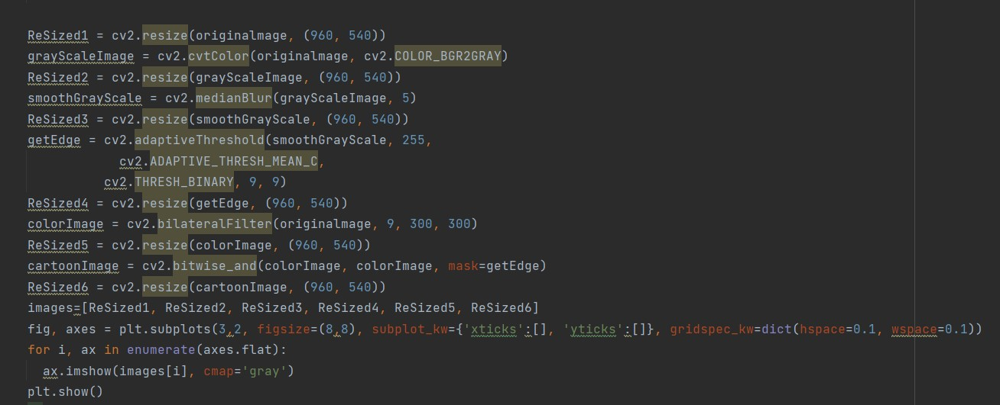 ReSized1 = cv2.resize(originalmage, (960, 540))
grayScaleImage = cv2.cvtColor(originalmage, cv2.COLOR_BGR2GRAY)
ReSized2 = cv2.resize(grayScaleImage, (960, 540))
smoothGrayScale = cv2.medianBlur(grayScaleImage, 5)
ReSized3 = cv2.resize(smoothGrayScale, (960, 540))
getEdge = cv2.adaptiveThreshold(smoothGrayScale, 255,
            cv2.ADAPTIVE_THRESH_MEAN_C,
          cv2.THRESH_BINARY, 9, 9)
ReSized4 = cv2.resize(getEdge, (960, 540))
colorImage = cv2.bilateralFilter(originalmage, 9, 300, 300)
ReSized5 = cv2.resize(colorImage, (960, 540))
cartoonImage = cv2.bitwise_and(colorImage, colorImage, mask=getEdge)
ReSized6 = cv2.resize(cartoonImage, (960, 540))
images=[ReSized1, ReSized2, ReSized3, ReSized4, ReSized5, ReSized6]
fig, axes = plt.subplots(3,2, figsize=(8,8), subplot_kw={'xticks':[], 'yticks':[]}, gridspec_kw=dict(hspace=0.1, wspace=0.1))
for i, ax in enumerate(axes.flat):
  ax.imshow(images[i], cmap='gray')
plt.show()